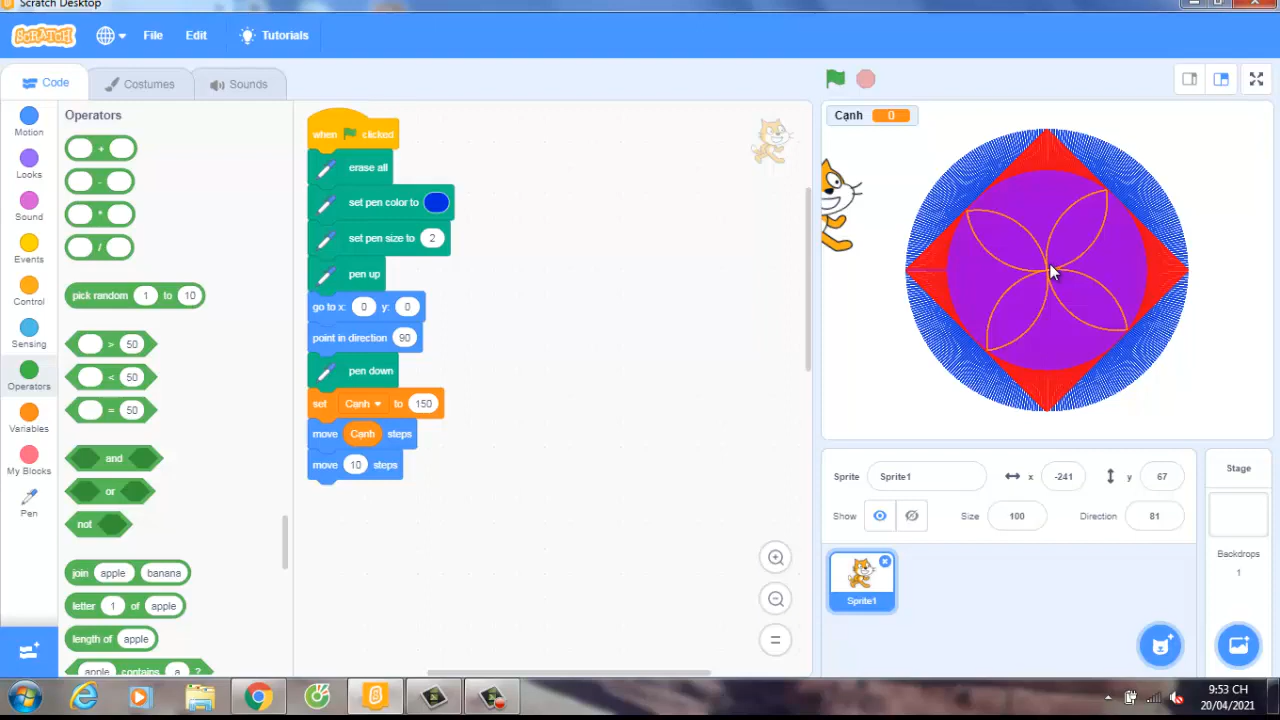 Scratch Desktop
SCRATCH
File
Edit
Tutorials
Code
Costumes
Sounds
Motion
Looks
Sound
Events
Control
Sensing
Operators
Variables
My Blocks
Pen
Operators
+
-
*
/
pick random 1 to 10
> 50
< 50
= 50
and
or
not
join apple banana
letter 1 of apple
length of apple
apple contains a ?
when clicked
erase all
set pen color to
set pen size to 2
pen up
go to x: 0 y: 0
point in direction 90
pen down
set Cạnh to 150
move Cạnh steps
move 10 steps
=
Cạnh 0
Sprite Sprite1 x -241 y 67
Show Size 100 Direction 81
Sprite1
Stage
Backdrops
1
9:53 CH
20/04/2021